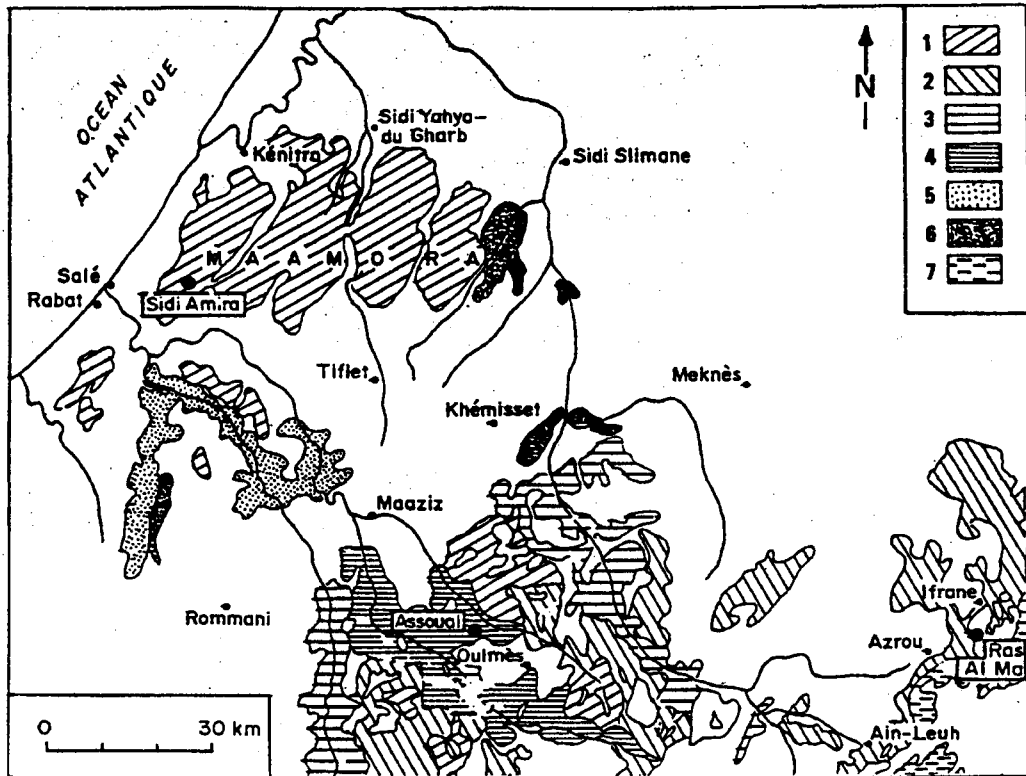 OCEAN
ATLANTIQUE
N
1
2
3
4
5
6
7
Sidi Yahya-
du Gharb
Kénitra
Sidi Slimane
MAAMORA
Salé
Rabat
Sidi Amira
Tiflet
Meknès
Khémisset
Maaziz
Rommani
Assoual
Oulmès
Ifrane
Azrou
Ras
Al Ma
Ain-Leuh
0 30 km